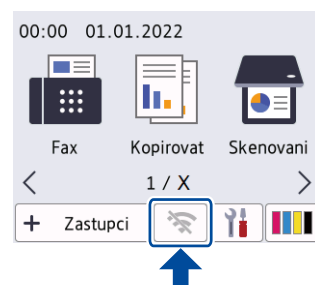 00:00 01.01.2022
Fax Kopirovat Skenovani
< 1 / X >
+ Zastupci